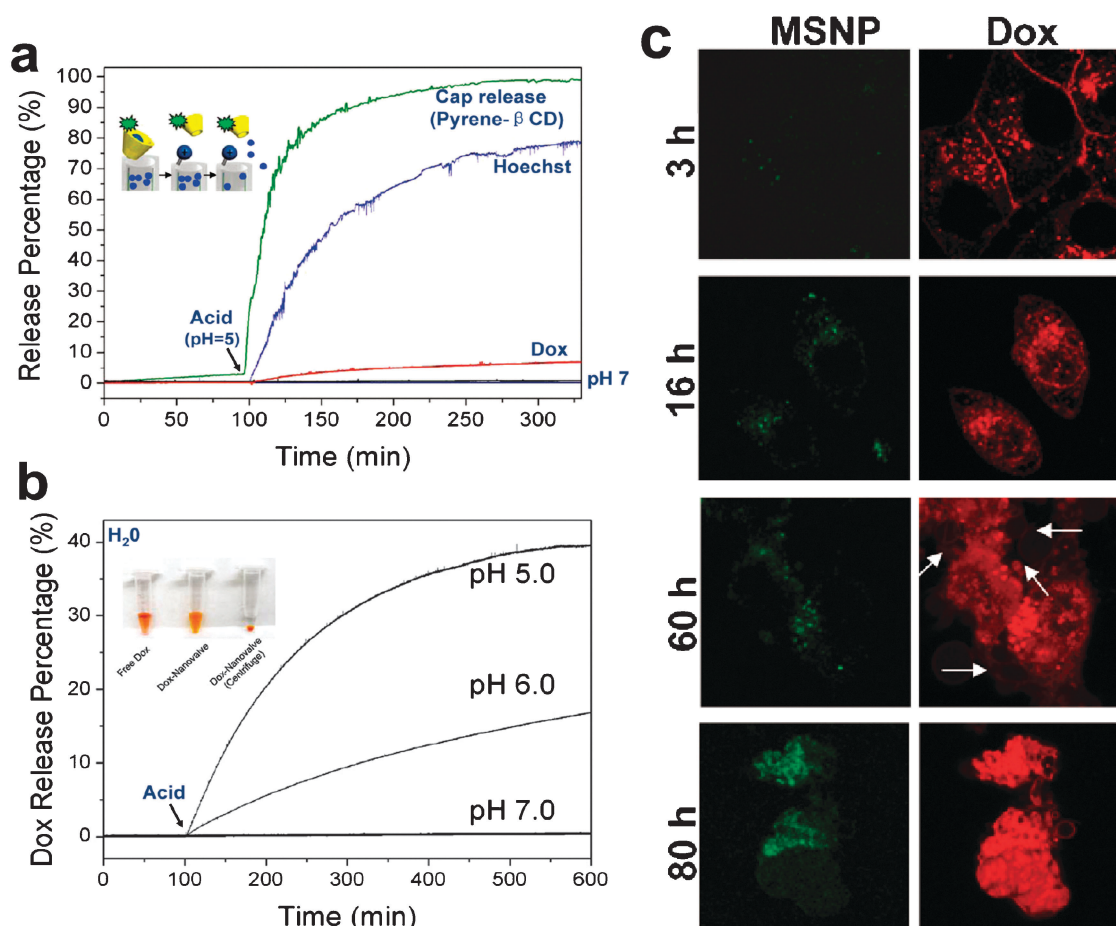 a
Release Percentage (%)
100
90
80
70
60
50
40
30
20
10
0
Cap release
(Pyrene- β CD)
Hoechst
Acid
(pH=5)
Dox
pH 7
+
+
0
50
100
150
200
250
300
Time (min)
b
Dox Release Percentage (%)
H₂0
40
30
20
10
0
Free Dox
Dox-Nanovalve
Dox-Nanovalve
(Centrifuge)
pH 5.0
pH 6.0
pH 7.0
Acid
0
100
200
300
400
500
600
Time (min)
c
MSNP
Dox
3 h
16 h
60 h
80 h